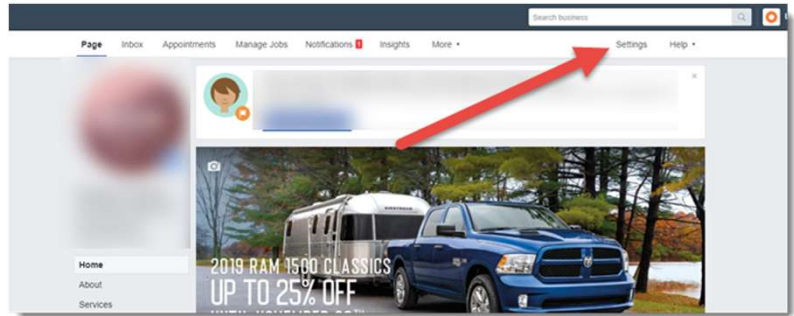 Search business
Page Inbox Appointments Manage Jobs Notifications 1 Insights More Settings Help
AIRSTREAM
2019 RAM 1500 CLASSICS
UP TO 25% OFF
Home
About
Services